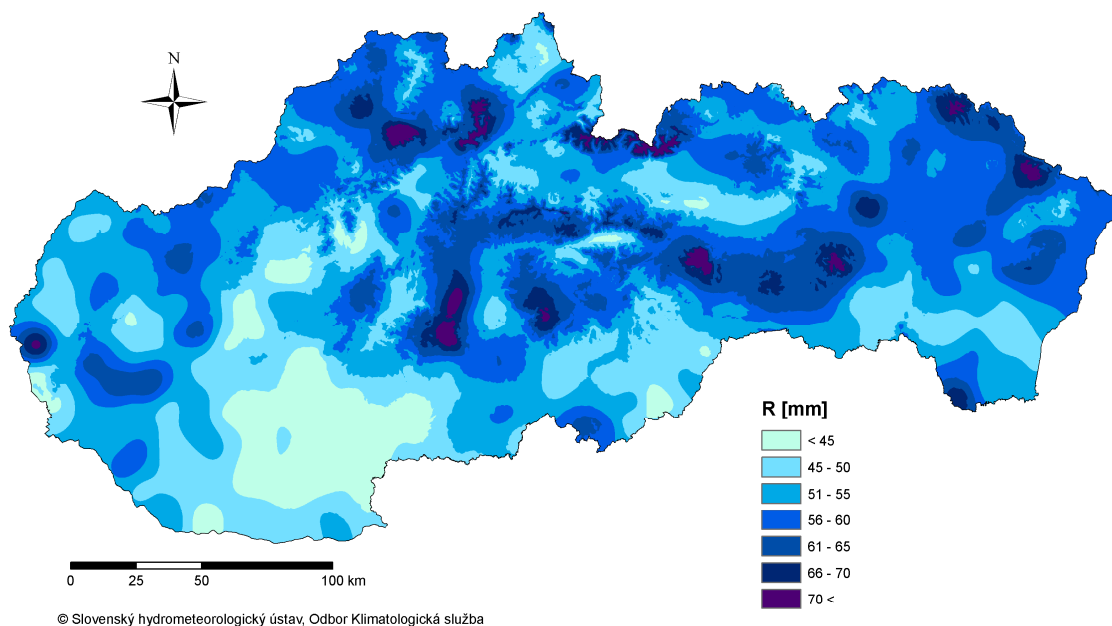 N
R [mm]
< 45
45 - 50
51 - 55
56 - 60
61 - 65
66 - 70
70 <
0 25 50 100 km
© Slovenský hydrometeorologický ústav, Odbor Klimatologická služba